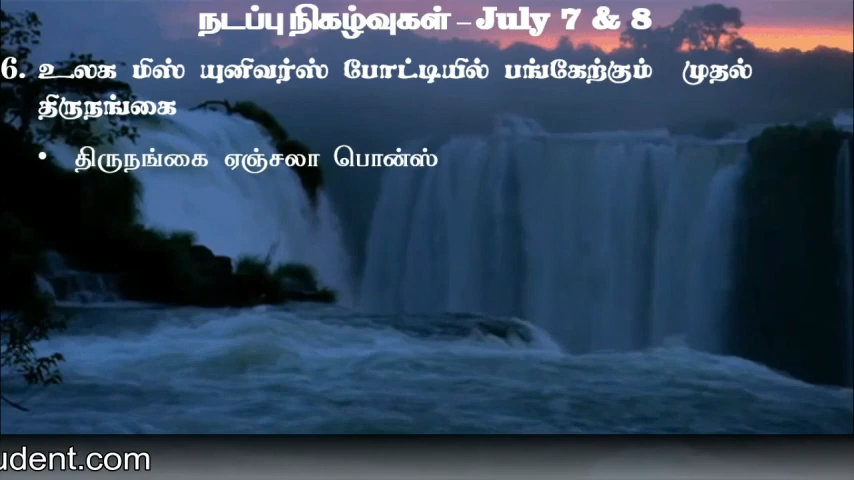 நடப்பு நிகழ்வுகள் – July 7 & 8
6. உலக மிஸ் யுனிவர்ஸ் போட்டியில் பங்கேற்கும் முதல்
திருநங்கை
• திருநங்கை ஏஞ்சலா பொன்ஸ்
udent.com